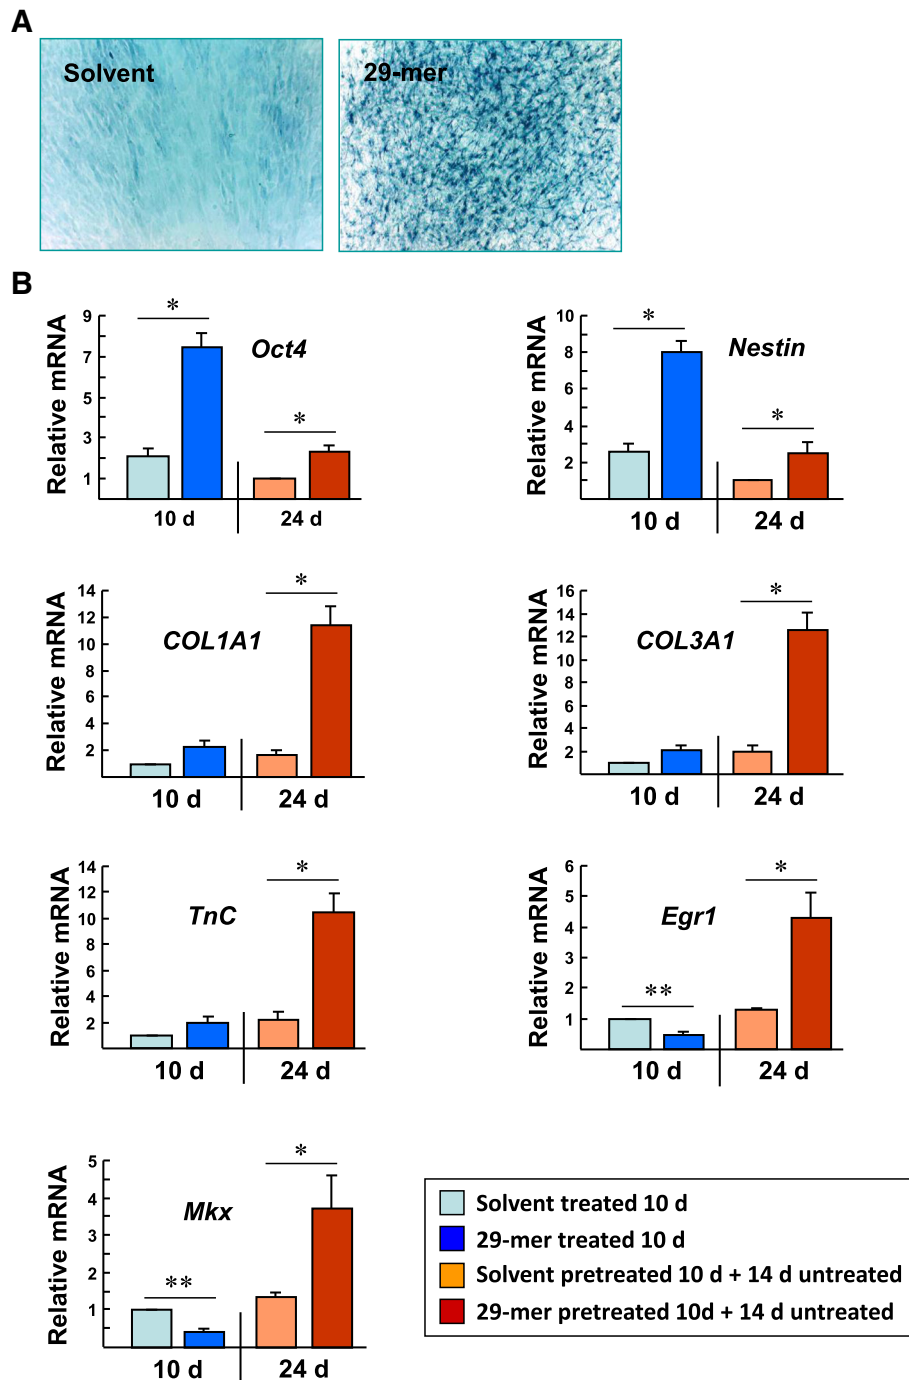 A
Solvent
29-mer
B
Relative mRNA
9
7
5
3
1
*
*
Oct4
10 d
24 d
Relative mRNA
10
8
6
4
2
*
*
Nestin
10 d
24 d
Relative mRNA
14
12
10
8
6
4
2
*
COL1A1
10 d
24 d
Relative mRNA
16
14
12
10
8
6
4
2
*
COL3A1
10 d
24 d
Relative mRNA
14
12
10
8
6
4
2
*
TnC
10 d
24 d
Relative mRNA
6
5
4
3
2
1
**
*
Egr1
10 d
24 d
Relative mRNA
5
4
3
2
1
**
*
Mkx
10 d
24 d
Solvent treated 10 d
29-mer treated 10 d
Solvent pretreated 10 d + 14 d untreated
29-mer pretreated 10d + 14 d untreated